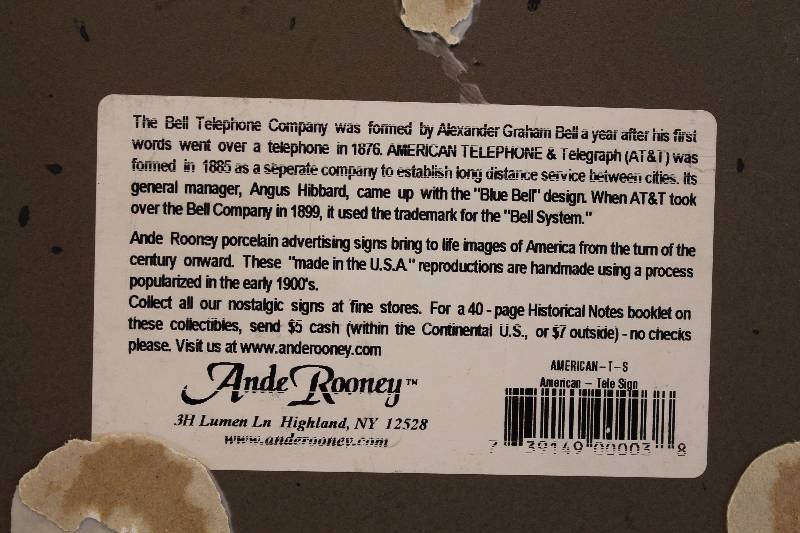 The Bell Telephone Company was formed by Alexander Graham Bell a year after his first
words went over a telephone in 1876. AMERICAN TELEPHONE & Telegraph (AT&T) was
formed in 1885 as a seperate company to establish long distance service between cities. Its
general manager, Angus Hibbard, came up with the "Blue Bell" design. When AT&T took
over the Bell Company in 1899, it used the trademark for the "Bell System."
Ande Rooney porcelain advertising signs bring to life images of America from the turn of the
century onward. These "made in the U.S.A." reproductions are handmade using a process
popularized in the early 1900's.
Collect all our nostalgic signs at fine stores. For a 40 - page Historical Notes booklet on
these collectibles, send $5 cash (within the Continental U.S., or $7 outside) - no checks
please. Visit us at www.anderooney.com
Ande Rooney™
3H Lumen Ln Highland, NY 12528
www.anderooney.com
AMERICAN-T-S
American - Tele Sign
7 39149 00003 8